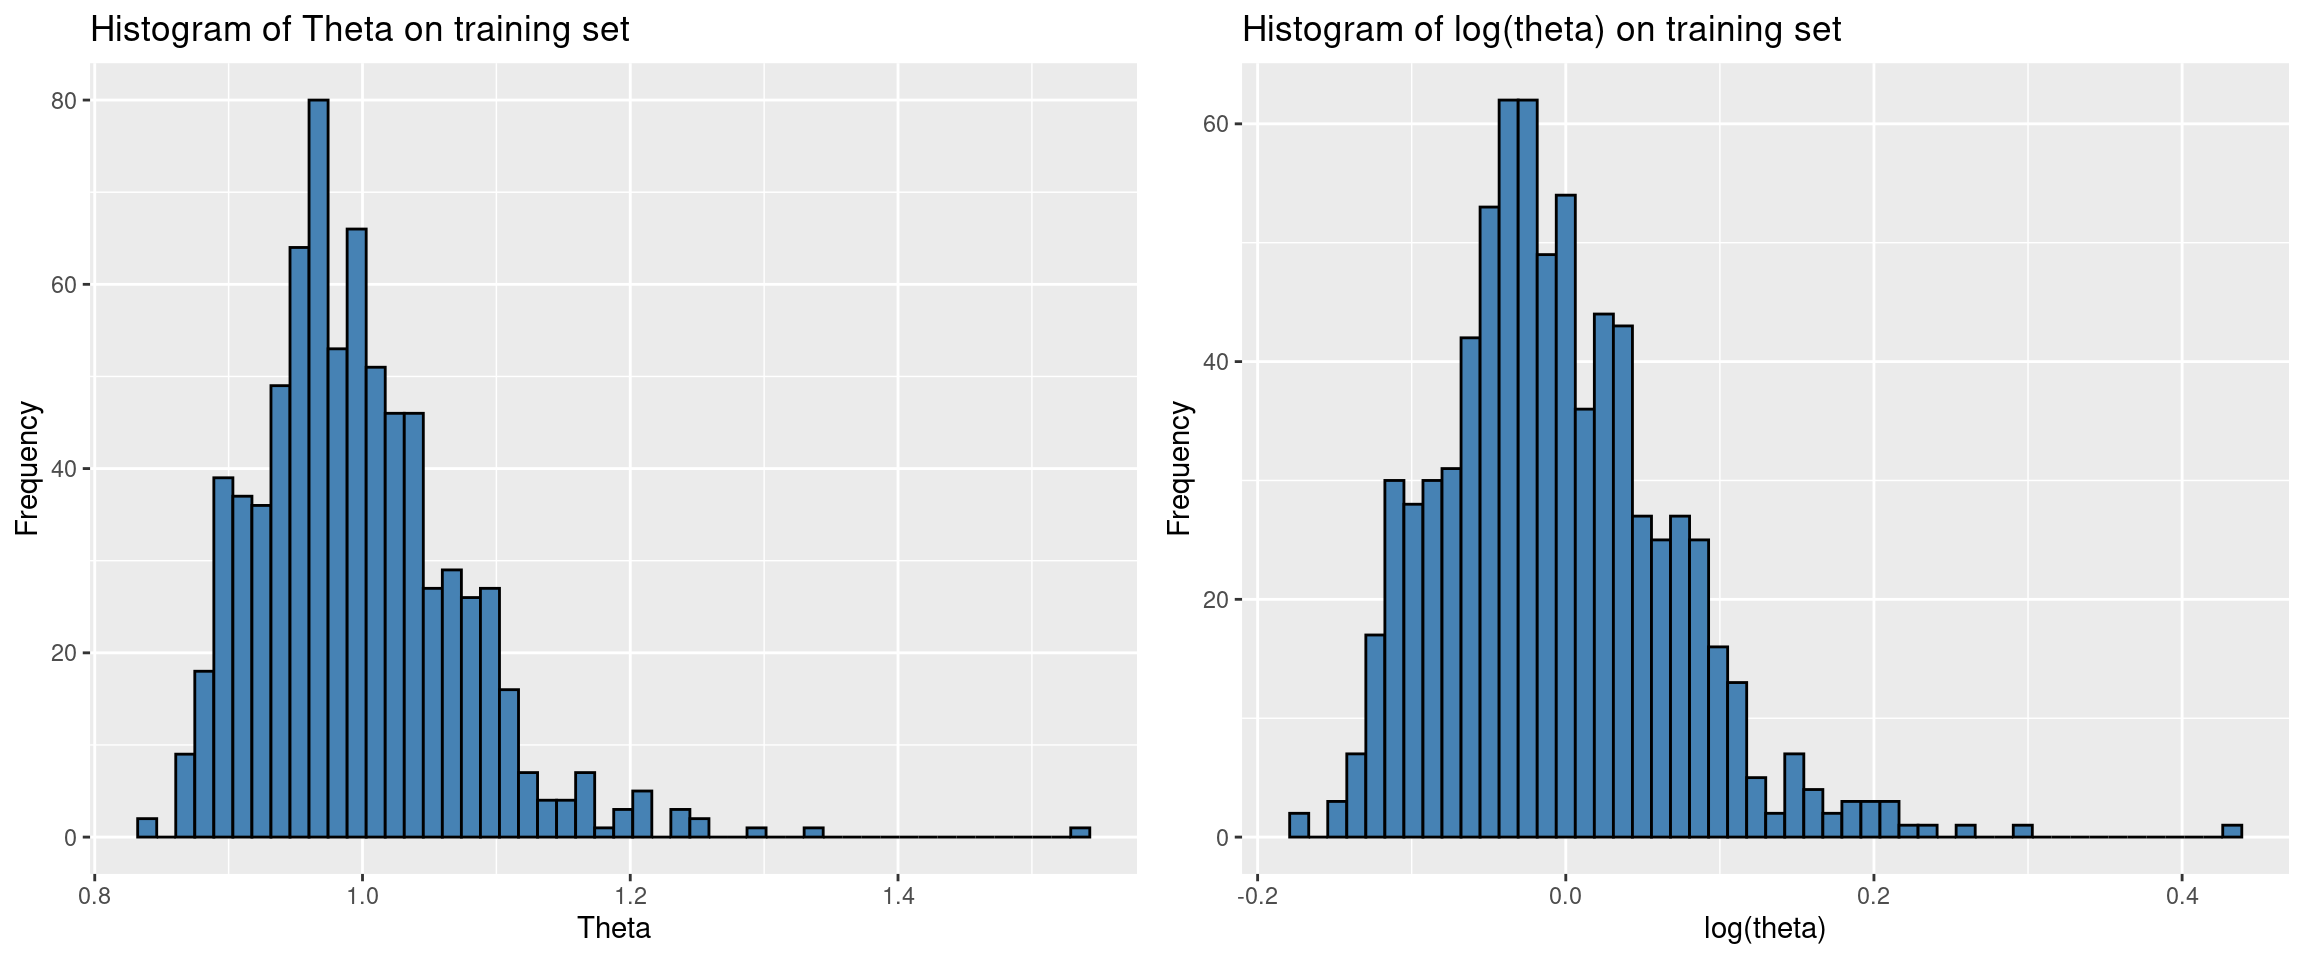 Histogram of Theta on training set
Frequency
80
60
40
20
0
0.8 1.0 1.2 1.4
Theta
Histogram of log(theta) on training set
Frequency
60
40
20
0
-0.2 0.0 0.2 0.4
log(theta)